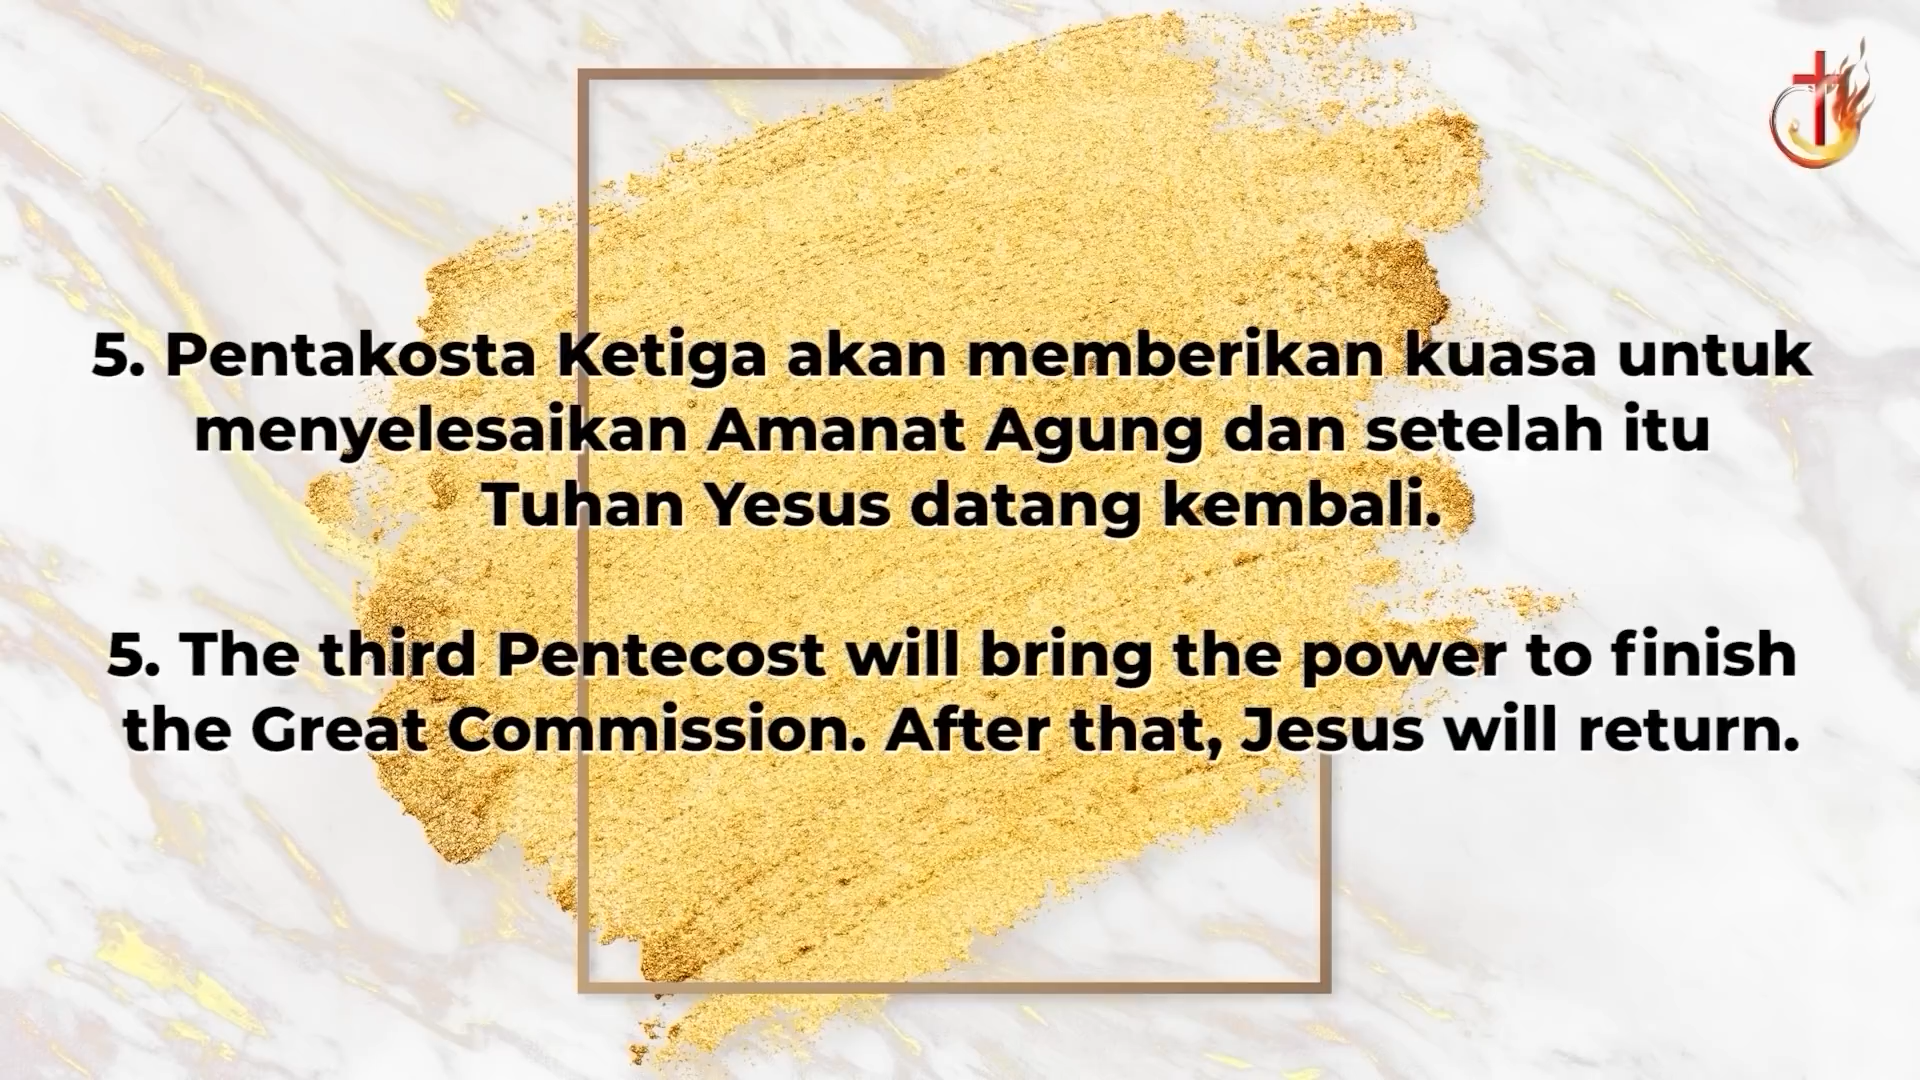 5. Pentakosta Ketiga akan memberikan kuasa untuk
menyelesaikan Amanat Agung dan setelah itu
Tuhan Yesus datang kembali.
5. The third Pentecost will bring the power to finish
the Great Commission. After that, Jesus will return.